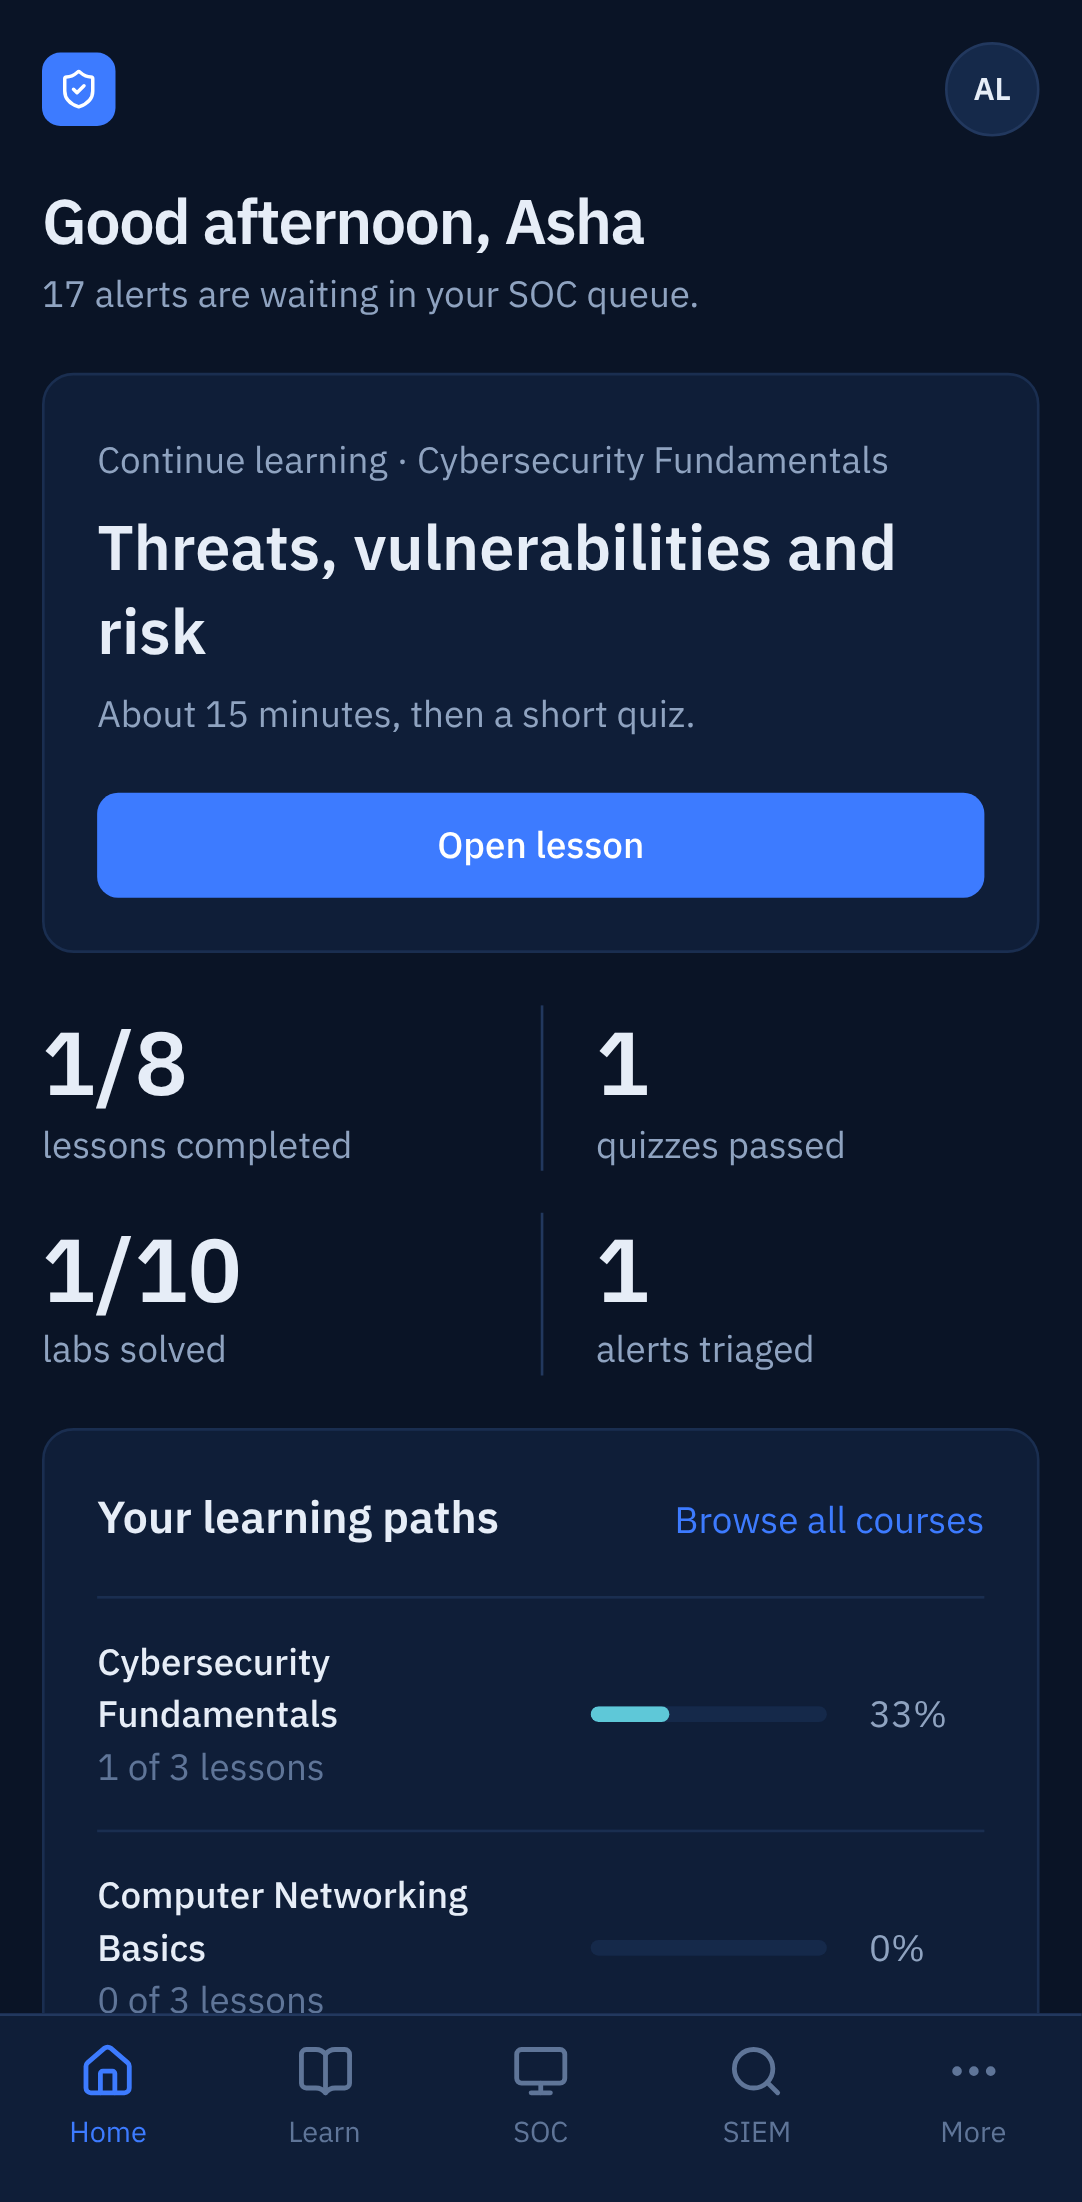 AL
Good afternoon, Asha
17 alerts are waiting in your SOC queue.
Continue learning · Cybersecurity Fundamentals
Threats, vulnerabilities and
risk
About 15 minutes, then a short quiz.
Open lesson
1/8
lessons completed
1
quizzes passed
1/10
labs solved
1
alerts triaged
Your learning paths
Browse all courses
Cybersecurity
Fundamentals
1 of 3 lessons
33%
Computer Networking
Basics
0 of 3 lessons
0%
Home
Learn
SOC
SIEM
More